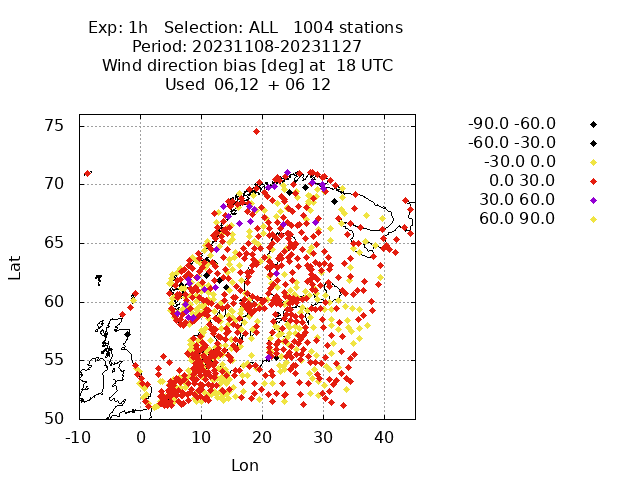 Exp: 1h   Selection: ALL   1004 stations
Period: 20231108-20231127
Wind direction bias [deg] at  18 UTC
Used  06,12  + 06 12
-90.0 -60.0
-60.0 -30.0
-30.0 0.0
0.0 30.0
30.0 60.0
60.0 90.0
75
70
65
60
55
50
Lat
-10 0 10 20 30 40
Lon